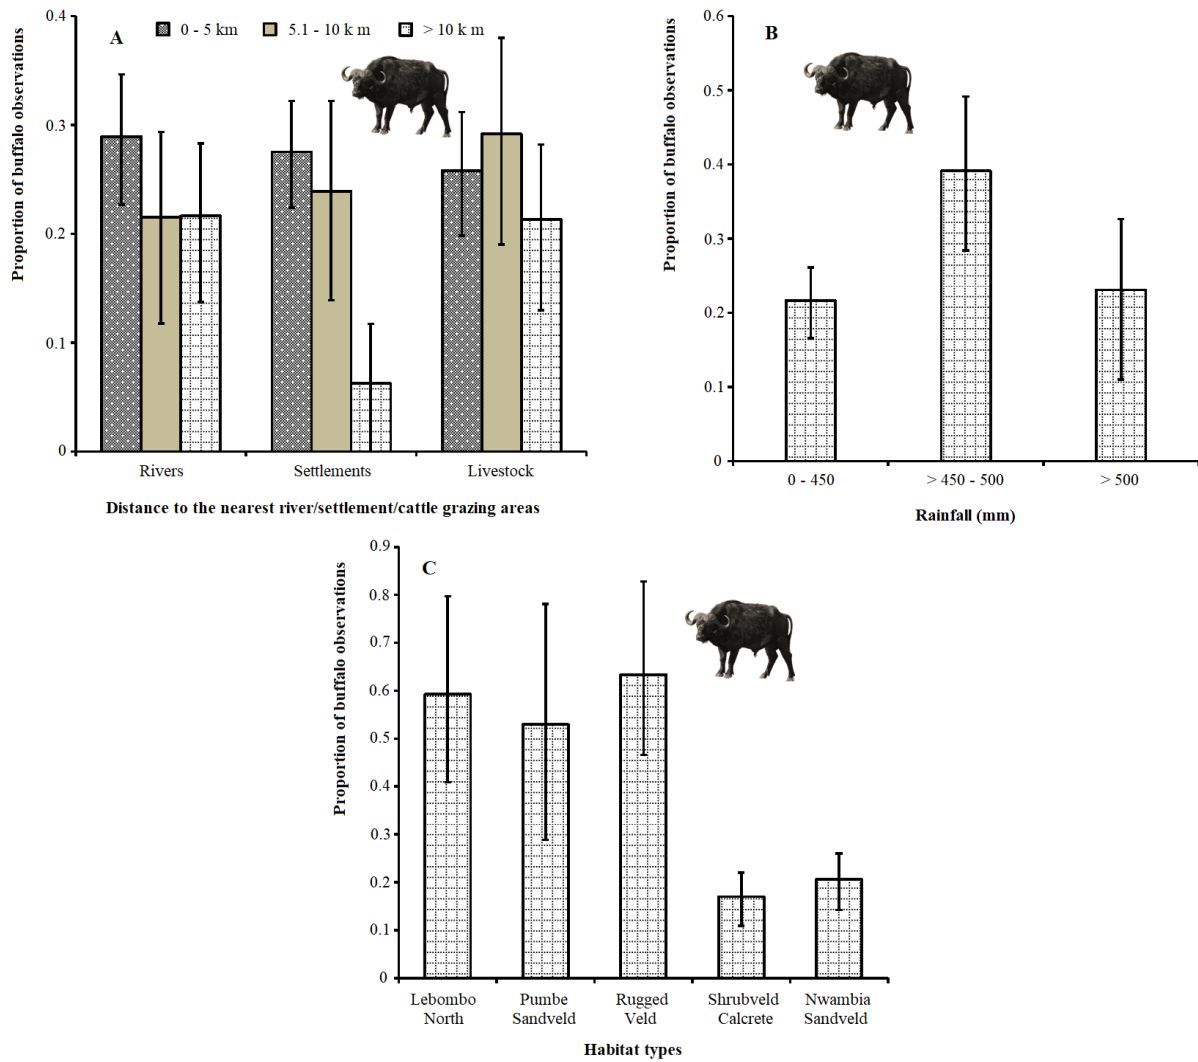 A
0 - 5 km
5.1 - 10 k m
> 10 k m
Proportion of buffalo observations
0.4
0.3
0.2
0.1
0
Rivers
Settlements
Livestock
Distance to the nearest river/settlement/cattle grazing areas
B
Proportion of buffalo observations
0.6
0.5
0.4
0.3
0.2
0.1
0
0 - 450
> 450 - 500
> 500
Rainfall (mm)
C
Proportion of buffalo observations
0.9
0.8
0.7
0.6
0.5
0.4
0.3
0.2
0.1
0
Lebombo
North
Pumbe
Sandveld
Rugged
Veld
Shrubveld
Calcrete
Nwambia
Sandveld
Habitat types